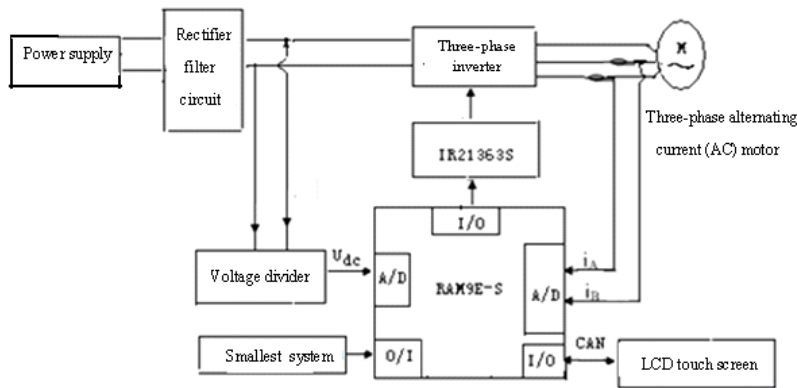 Power supply
Rectifier
filter
circuit
Three-phase
inverter
M
~
Three-phase alternating
current (AC) motor
IR21363S
I/O
Voltage divider
Udc
A/D
RAM9E-S
A/D
iA
iB
Smallest system
O/I
I/O
CAN
LCD touch screen